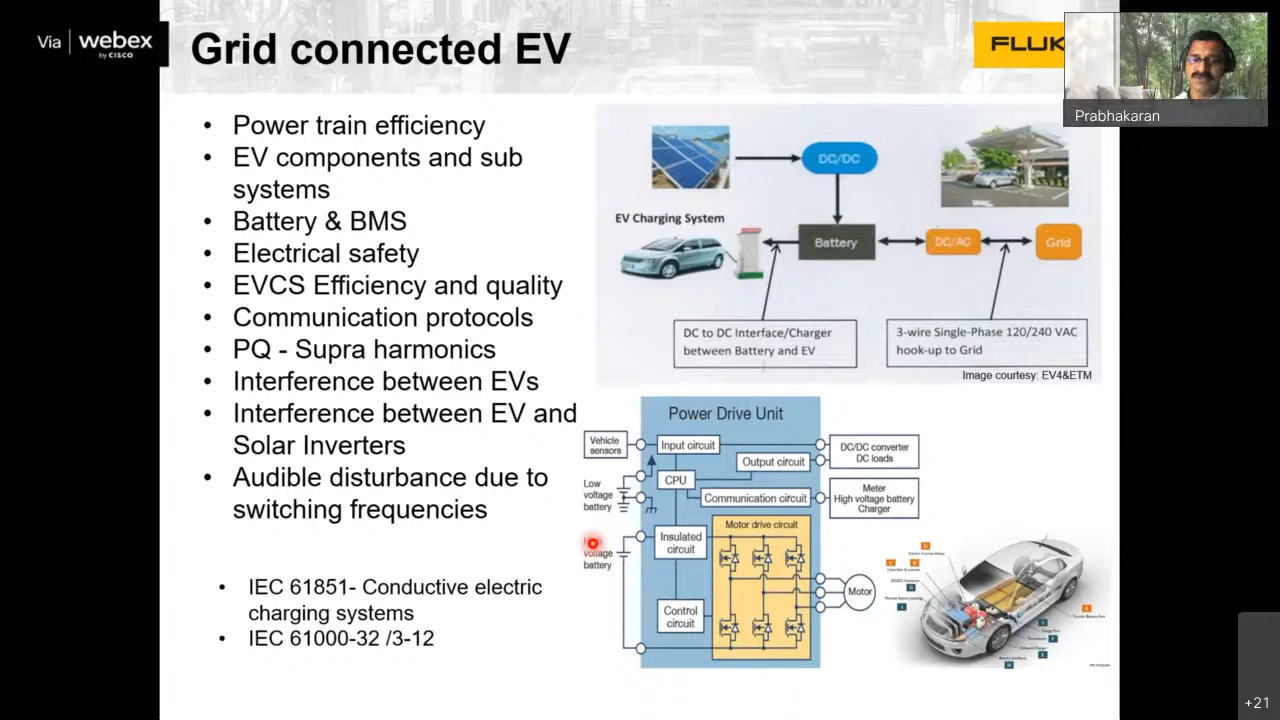 Via webex
by CISCO
Grid connected EV
FLUK
Prabhakaran
• Power train efficiency
• EV components and sub
systems
• Battery & BMS
• Electrical safety
• EVCS Efficiency and quality
• Communication protocols
• PQ - Supra harmonics
• Interference between EVs
• Interference between EV and
Solar Inverters
• Audible disturbance due to
switching frequencies
• IEC 61851- Conductive electric
charging systems
• IEC 61000-32 /3-12
DC/DC
EV Charging System
Battery
DC/AC
Grid
DC to DC Interface/Charger
between Battery and EV
3-wire Single-Phase 120/240 VAC
hook-up to Grid
Image courtesy: EV4&ETM
Power Drive Unit
Vehicle
sensors
Input circuit
DC/DC converter
DC loads
Output circuit
CPU
Low
voltage
battery
Communication circuit
Meter
High voltage battery
Charger
Motor drive circuit
Insulated
circuit
voltage
battery
Motor
Control
circuit
+21